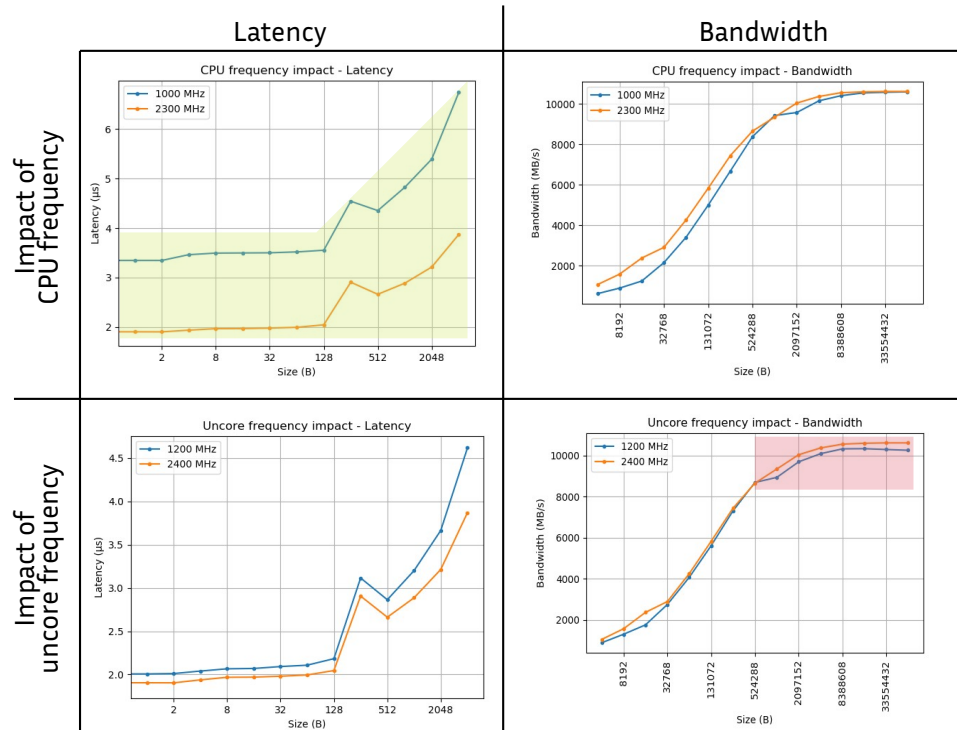 Latency
Bandwidth
Impact of
CPU frequency
CPU frequency impact - Latency
1000 MHz
2300 MHz
Latency (µs)
6
5
4
3
2
2
8
32
128
512
2048
Size (B)
CPU frequency impact - Bandwidth
1000 MHz
2300 MHz
Bandwidth (MB/s)
10000
8000
6000
4000
2000
8192
32768
131072
524288
2097152
8388608
33554432
Size (B)
Impact of
uncore frequency
Uncore frequency impact - Latency
1200 MHz
2400 MHz
Latency (µs)
4.5
4.0
3.5
3.0
2.5
2.0
2
8
32
128
512
2048
Size (B)
Uncore frequency impact - Bandwidth
1200 MHz
2400 MHz
Bandwidth (MB/s)
10000
8000
6000
4000
2000
8192
32768
131072
524288
2097152
8388608
33554432
Size (B)